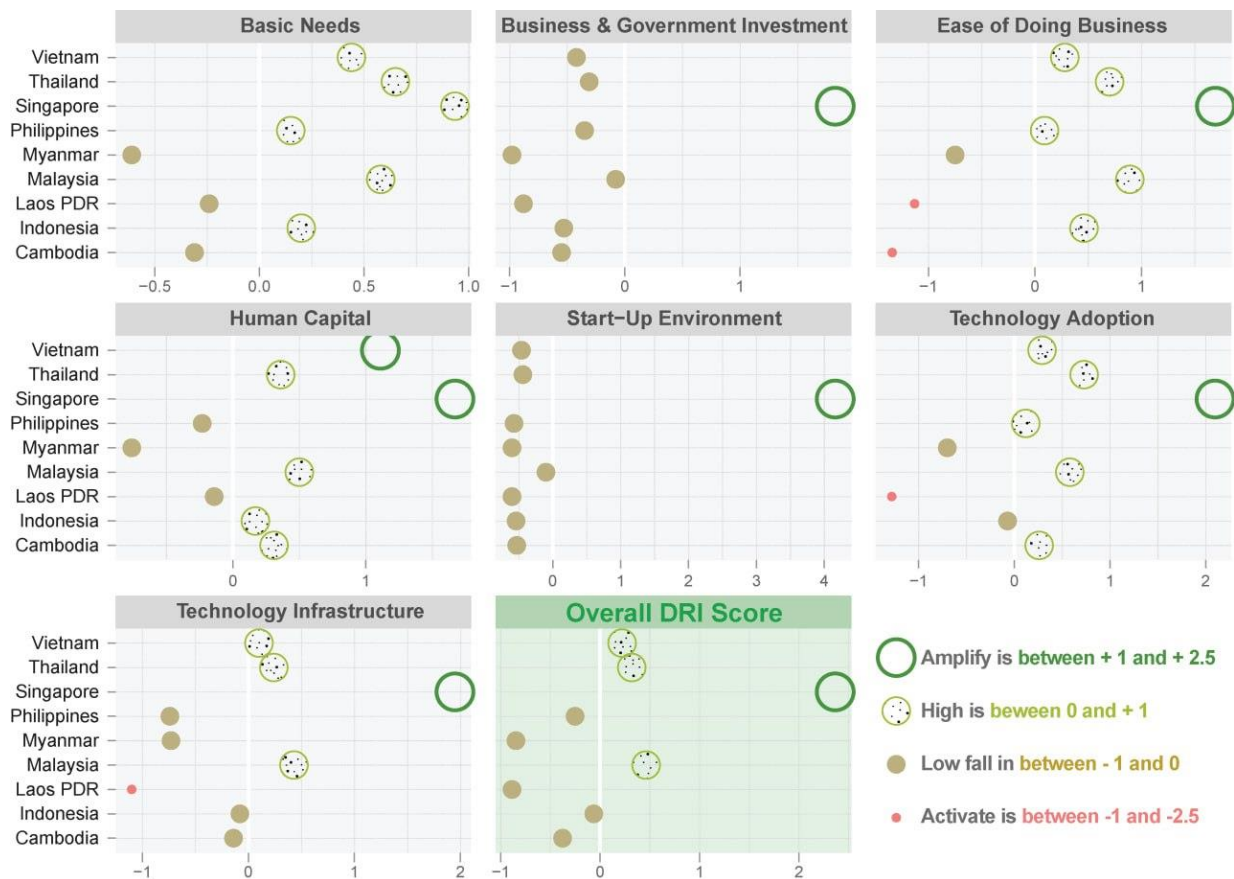 Basic Needs
Business & Government Investment
Ease of Doing Business
Vietnam
Thailand
Singapore
Philippines
Myanmar
Malaysia
Laos PDR
Indonesia
Cambodia
−0.5 0.0 0.5 1.0
−1 0 1
−1 0 1
Human Capital
Start−Up Environment
Technology Adoption
Vietnam
Thailand
Singapore
Philippines
Myanmar
Malaysia
Laos PDR
Indonesia
Cambodia
0 1
0 1 2 3 4
−1 0 1 2
Technology Infrastructure
Overall DRI Score
Vietnam
Thailand
Singapore
Philippines
Myanmar
Malaysia
Laos PDR
Indonesia
Cambodia
−1 0 1 2
−1 0 1 2
Amplify is between + 1 and + 2.5
High is beween 0 and + 1
Low fall in between - 1 and 0
Activate is between -1 and -2.5